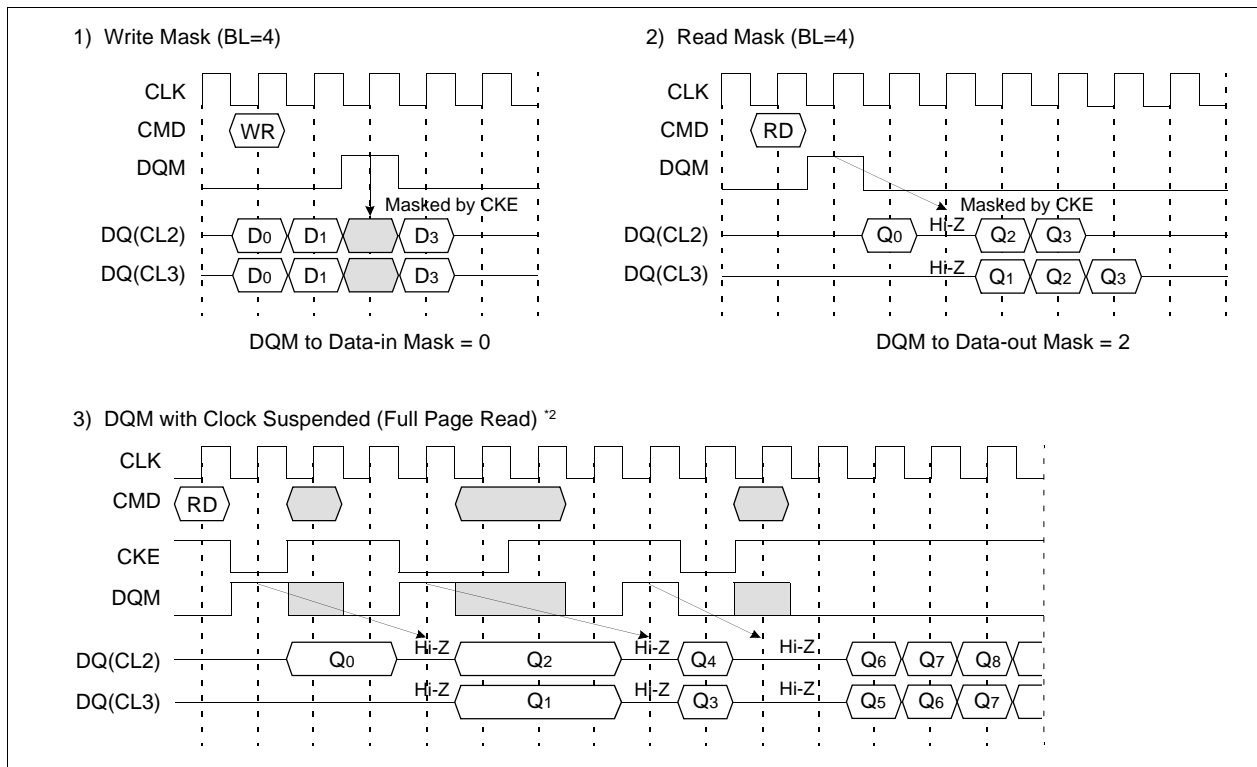 1) Write Mask (BL=4)
CLK
CMD WR
DQM
Masked by CKE
DQ(CL2) D0 D1 D3
DQ(CL3) D0 D1 D3
DQM to Data-in Mask = 0
2) Read Mask (BL=4)
CLK
CMD RD
DQM
Masked by CKE
DQ(CL2) Q0 Hi-Z Q2 Q3
DQ(CL3) Hi-Z Q1 Q2 Q3
DQM to Data-out Mask = 2
3) DQM with Clock Suspended (Full Page Read) *2
CLK
CMD RD
CKE
DQM
DQ(CL2) Q0 Hi-Z Q2 Hi-Z Q4 Hi-Z Q6 Q7 Q8
DQ(CL3) Hi-Z Q1 Hi-Z Q3 Hi-Z Q5 Q6 Q7